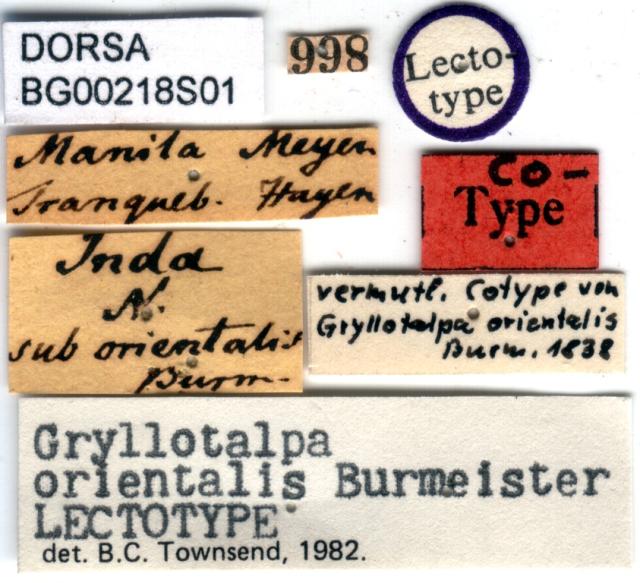 DORSA
BG00218S01
998
Lecto-
type
Manila Meyen
Tranqueb. Hayen
Co-
Type
Inda
N.
sub orientalis
Burm.
vermutl. Cotype von
Gryllotalpa orientalis
Burm. 1838
Gryllotalpa
orientalis Burmeister
LECTOTYPE
det. B.C. Townsend, 1982.